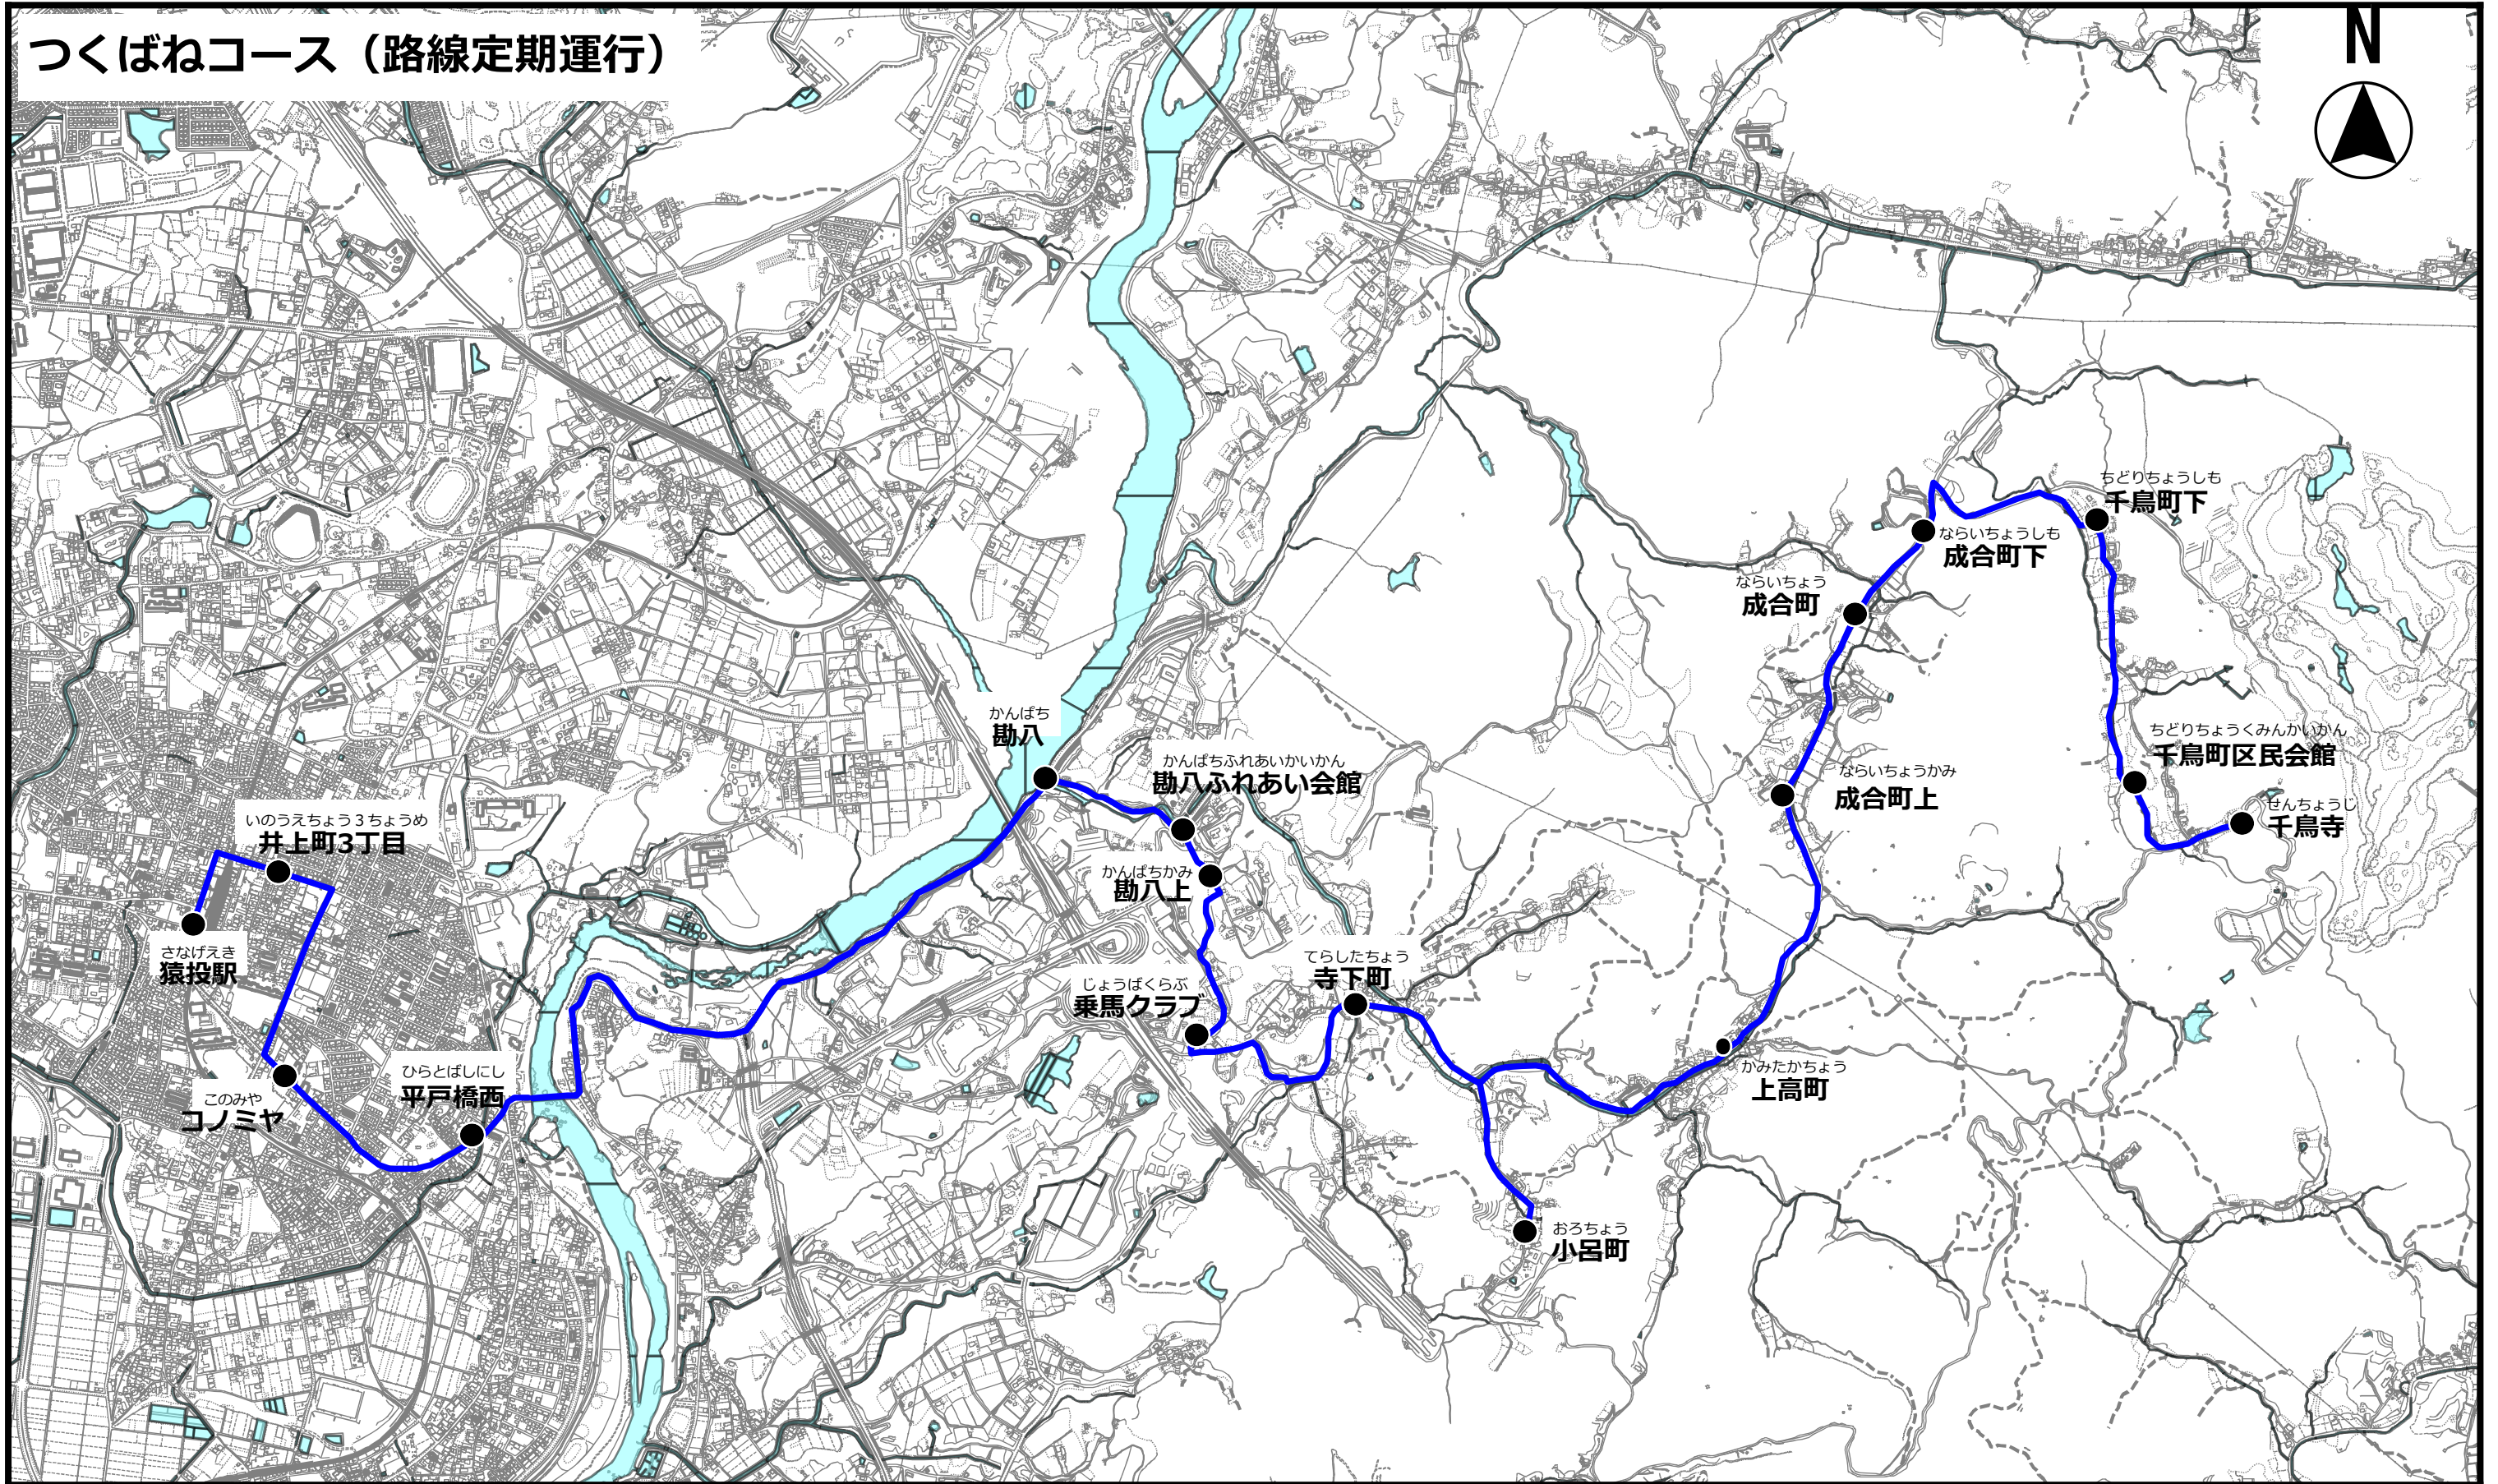 つくばねコース（路線定期運行）
N
ちどりちょうしも
千鳥町下
ならいちょうしも
成合町下
ならいちょう
成合町
ちどりちょうくみんかいかん
千鳥町区民会館
ならいちょうかみ
成合町上
せんちょうじ
千鳥寺
かんぱち
勘八
かんぱちふれあいかいかん
勘八ふれあい会館
かんぱちかみ
勘八上
いのうえちょう３ちょうめ
井上町3丁目
さなげえき
猿投駅
じょうばくらぶ
乗馬クラブ
てらしたちょう
寺下町
かみたかちょう
上高町
ひらとばしにし
平戸橋西
このみや
コノミヤ
おろちょう
小呂町